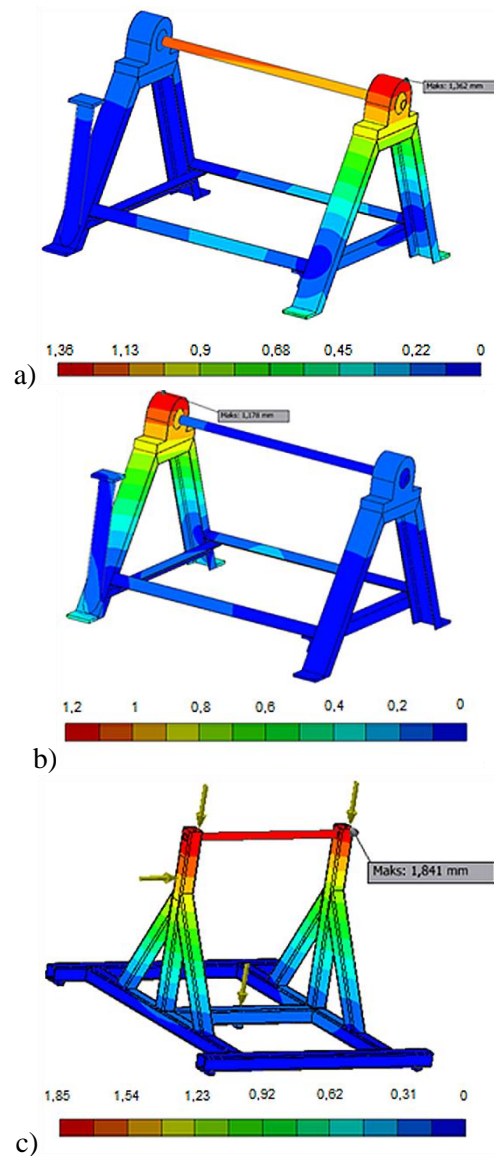 Maks: 1,362 mm
1,36 1,13 0,9 0,68 0,45 0,22 0
a)
Maks: 1,178 mm
1,2 1 0,8 0,6 0,4 0,2 0
b)
Maks: 1,841 mm
1,85 1,54 1,23 0,92 0,62 0,31 0
c)